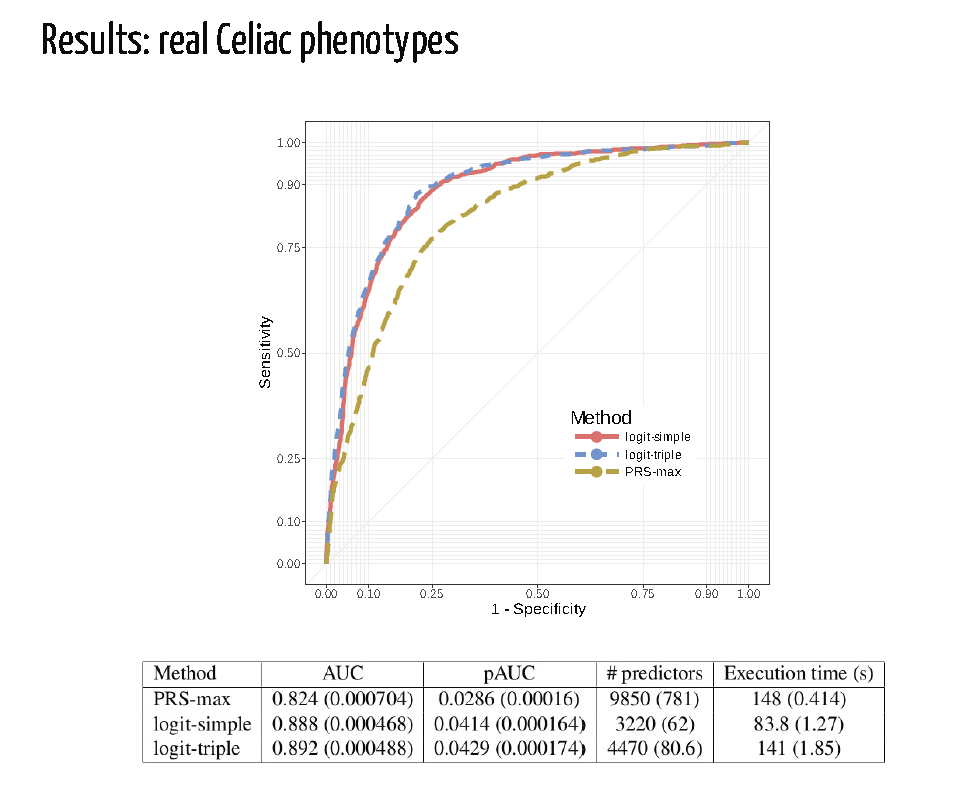 Results: real Celiac phenotypes
1.00
0.90
0.75
0.50
0.25
0.10
0.00
Sensitivity
Method
logit-simple
logit-triple
PRS-max
0.00 0.10 0.25 0.50 0.75 0.90 1.00
1 - Specificity
Method AUC pAUC # predictors Execution time (s)
PRS-max 0.824 (0.000704) 0.0286 (0.00016) 9850 (781) 148 (0.414)
logit-simple 0.888 (0.000468) 0.0414 (0.000164) 3220 (62) 83.8 (1.27)
logit-triple 0.892 (0.000488) 0.0429 (0.000174) 4470 (80.6) 141 (1.85)